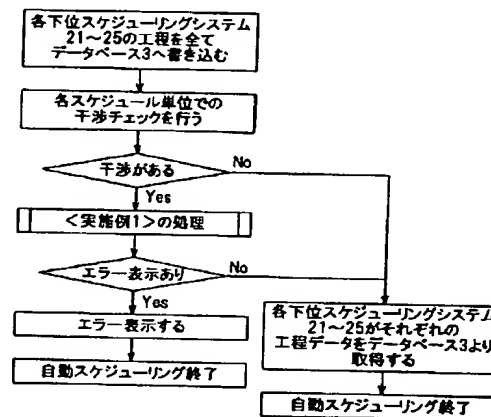 各下位スケジューリングシステム
21～25の工程を全て
データベース3へ書き込む
各スケジュール単位での
干渉チェックを行う
干渉がある
No
Yes
<実施例1>の処理
エラー表示あり
No
Yes
エラー表示する
自動スケジューリング終了
各下位スケジューリングシステム
21～25がそれぞれの
工程データをデータベース3より
取得する
自動スケジューリング終了